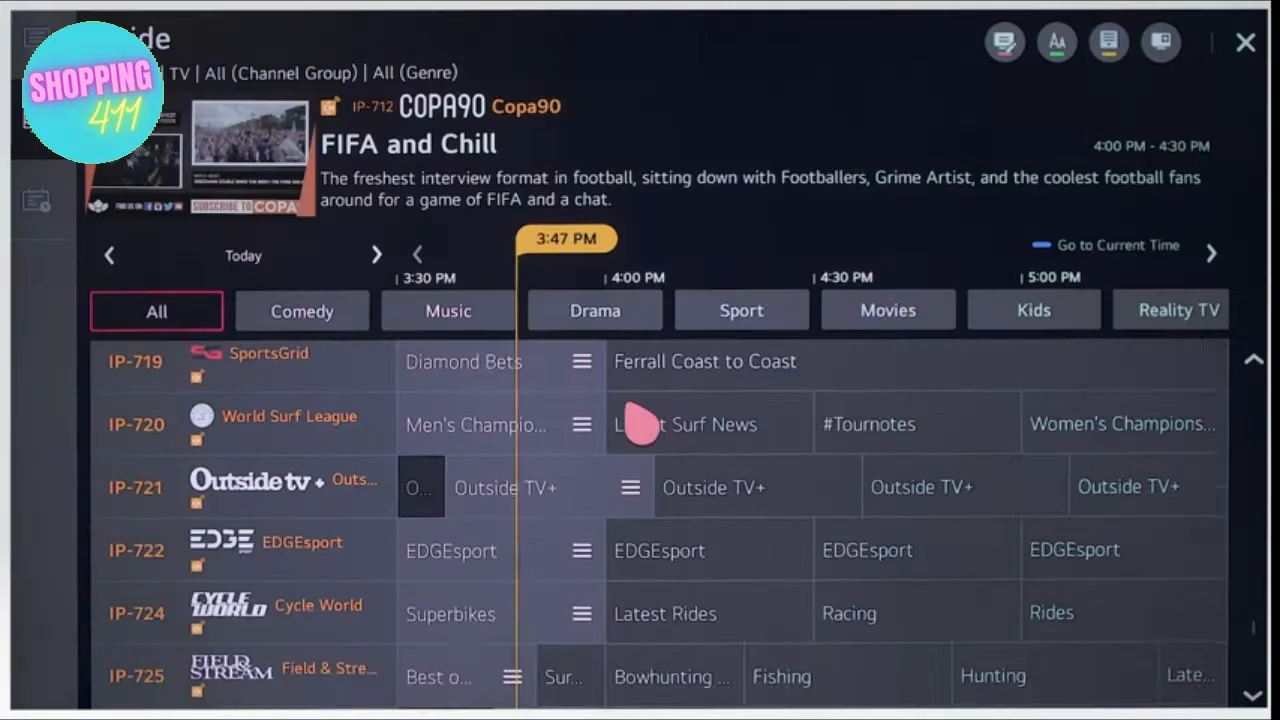 ide
SHOPPING
411
TV | All (Channel Group) | All (Genre)
IP-712 COPA90 Copa90
FIFA and Chill
4:00 PM - 4:30 PM
The freshest interview format in football, sitting down with Footballers, Grime Artist, and the coolest football fans
around for a game of FIFA and a chat.
SUBSCRIBE TO COPA
3:47 PM
Today
Go to Current Time
3:30 PM 4:00 PM 4:30 PM 5:00 PM
All Comedy Music Drama Sport Movies Kids Reality TV
IP-719 SportsGrid Diamond Bets Ferrall Coast to Coast
IP-720 World Surf League Men's Champio... Surf News #Tournotes Women's Champions...
IP-721 Outside tv + Outs... O... Outside TV+ Outside TV+ Outside TV+ Outside TV+
IP-722 EDGE EDGEsport EDGEsport EDGEsport EDGEsport EDGEsport
IP-724 CYCLE WORLD Cycle World Superbikes Latest Rides Racing Rides
IP-725 FIELD & STREAM Field & Stre... Best o... Sur... Bowhunting ... Fishing Hunting Late...